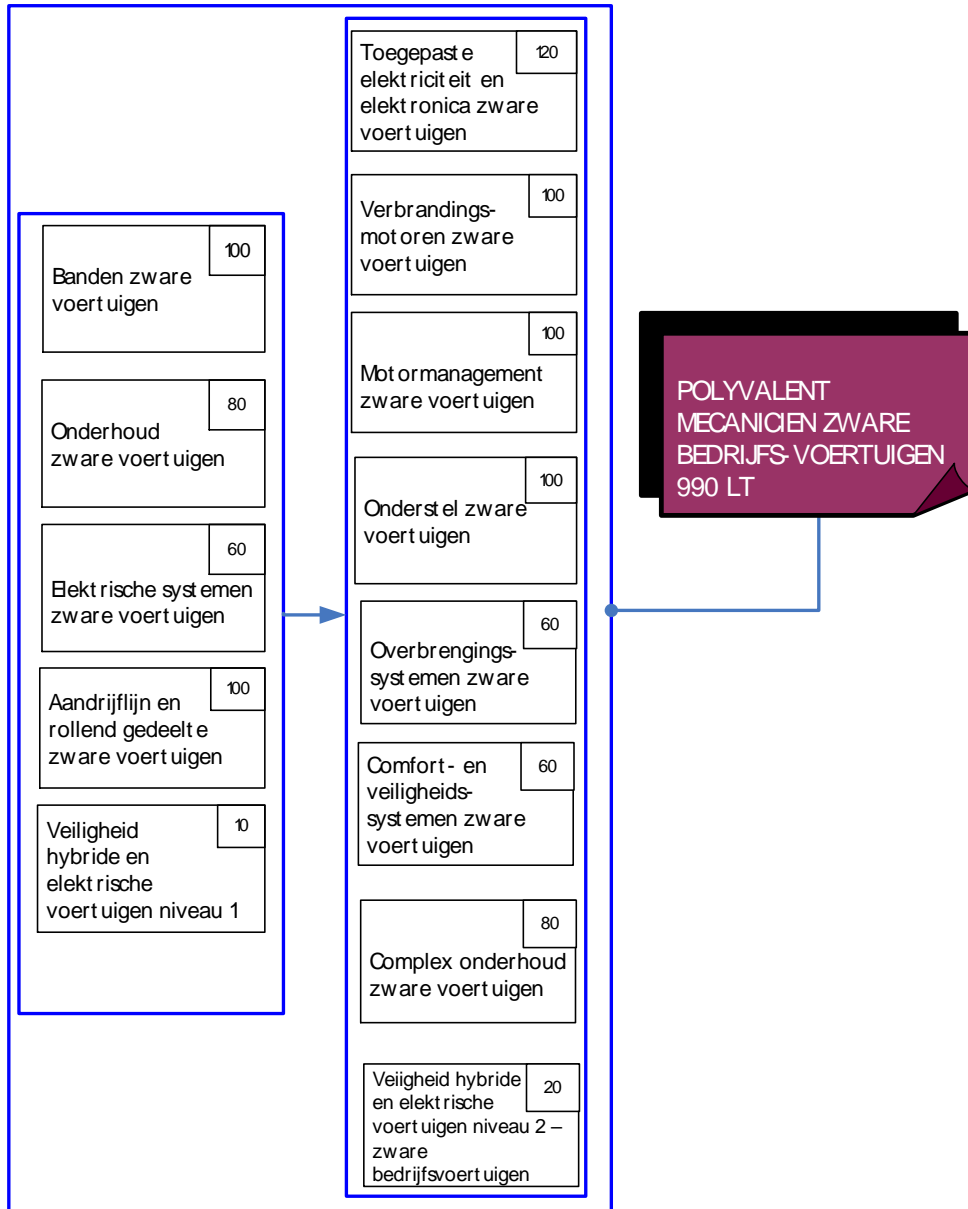 100
Banden zware
voertuigen
80
Onderhoud
zware voertuigen
60
Elektrische systemen
zware voertuigen
100
Aandrijflijn en
rollend gedeelte
zware voertuigen
10
Veiligheid
hybride en
elektrische
voertuigen niveau 1
120
Toegepaste
elektriciteit en
elektronica zware
voertuigen
100
Verbrandings-
motoren zware
voertuigen
100
Motormanagement
zware voertuigen
100
Onderstel zware
voertuigen
60
Overbrengings-
systemen zware
voertuigen
60
Comfort- en
veiligheids-
systemen zware
voertuigen
80
Complex onderhoud
zware voertuigen
20
Veiigheid hybride
en elektrische
voertuigen niveau 2 –
zware
bedrijfsvoertuigen
POLYVALENT
MECANICIEN ZWARE
BEDRIJFS- VOERTUIGEN
990 LT